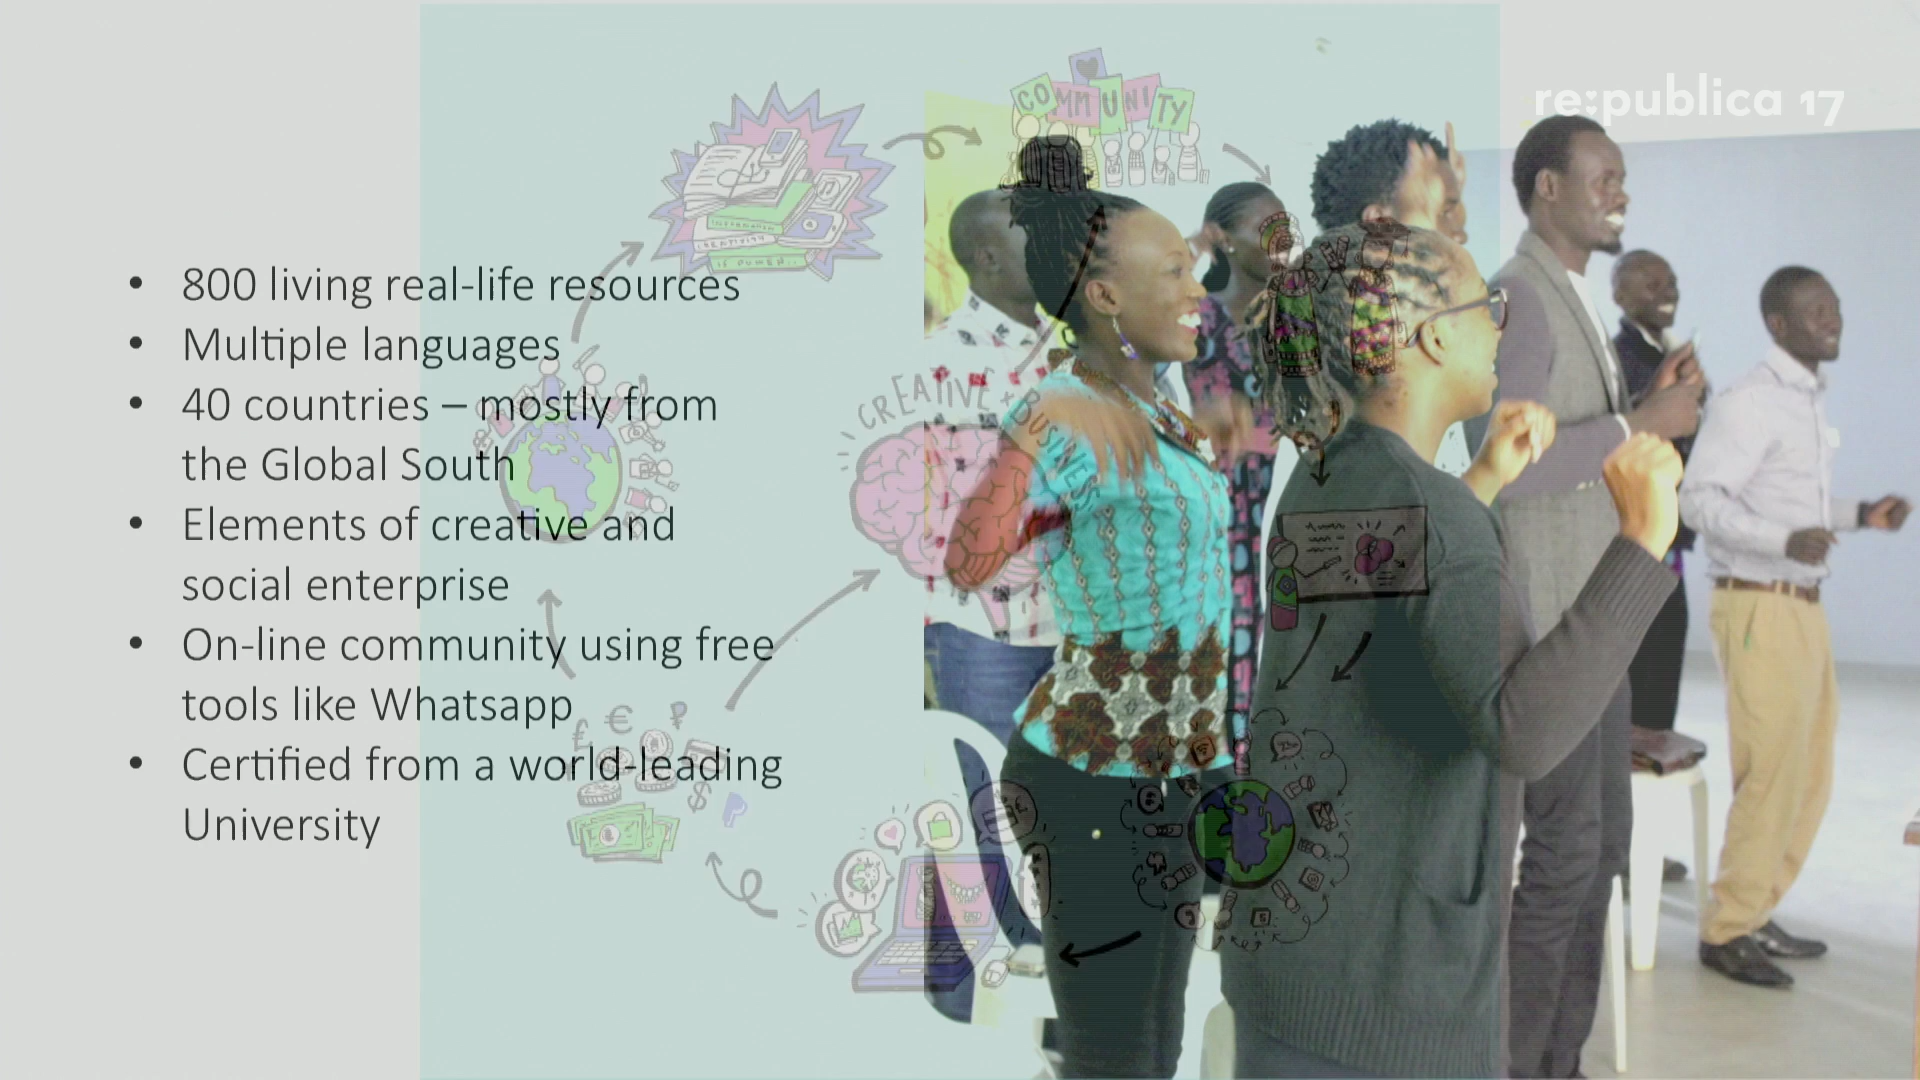 re:publica 17
COMMUNITY
CREATIVE + BUSINESS
• 800 living real-life resources
• Multiple languages
• 40 countries – mostly from
the Global South
• Elements of creative and
social enterprise
• On-line community using free
tools like Whatsapp
• Certified from a world-leading
University